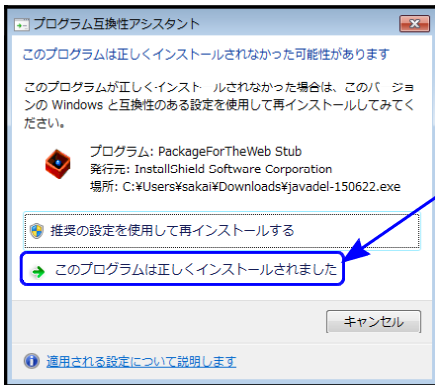 プログラム互換性アシスタント
このプログラムは正しくインストールされなかった可能性があります
このプログラムが正しくインスト ルされなかった場合は、このバ ジョ
ンの Windows と互換性のある設定を使用して再インストールしてみてく
ださい。
プログラム: PackageForTheWeb Stub
発行元: InstallShield Software Corporation
場所: C:¥Users¥sakai¥Downloads¥javadel-150622.exe
推奨の設定を使用して再インストールする
このプログラムは正しくインストールされました
キャンセル
適用される設定について説明します